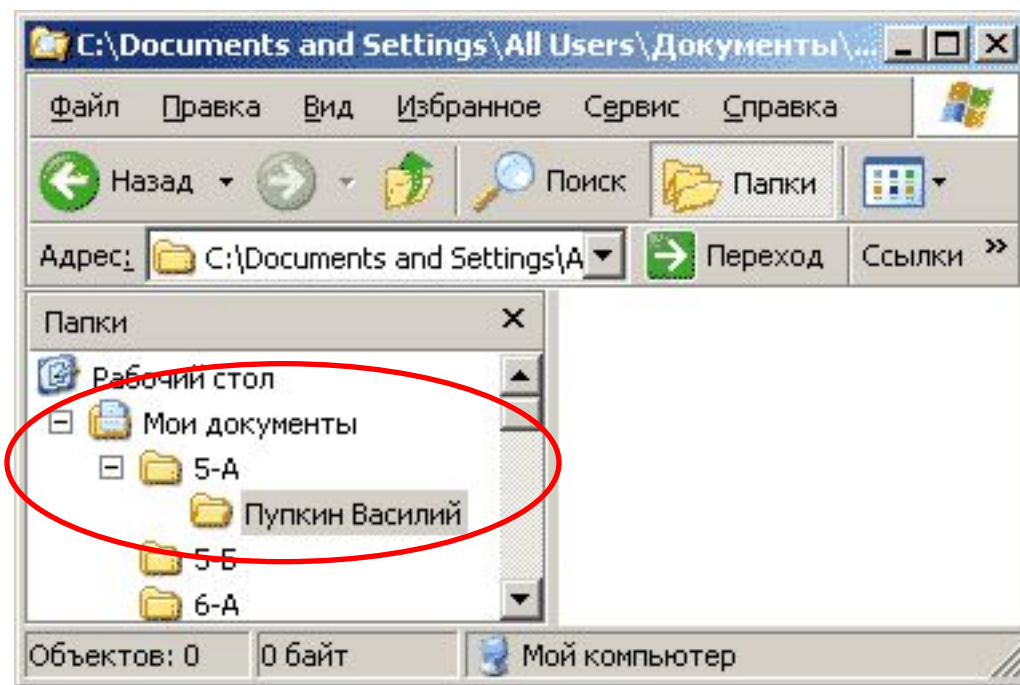 C:\Documents and Settings\All Users\Документы\...
Файл Правка Вид Избранное Сервис Справка
Назад Поиск Папки
Адрес: C:\Documents and Settings\A Переход Ссылки »
Папки
Рабочий стол
Мои документы
5-А
Пупкин Василий
5-Б
6-А
Объектов: 0 0 байт Мой компьютер